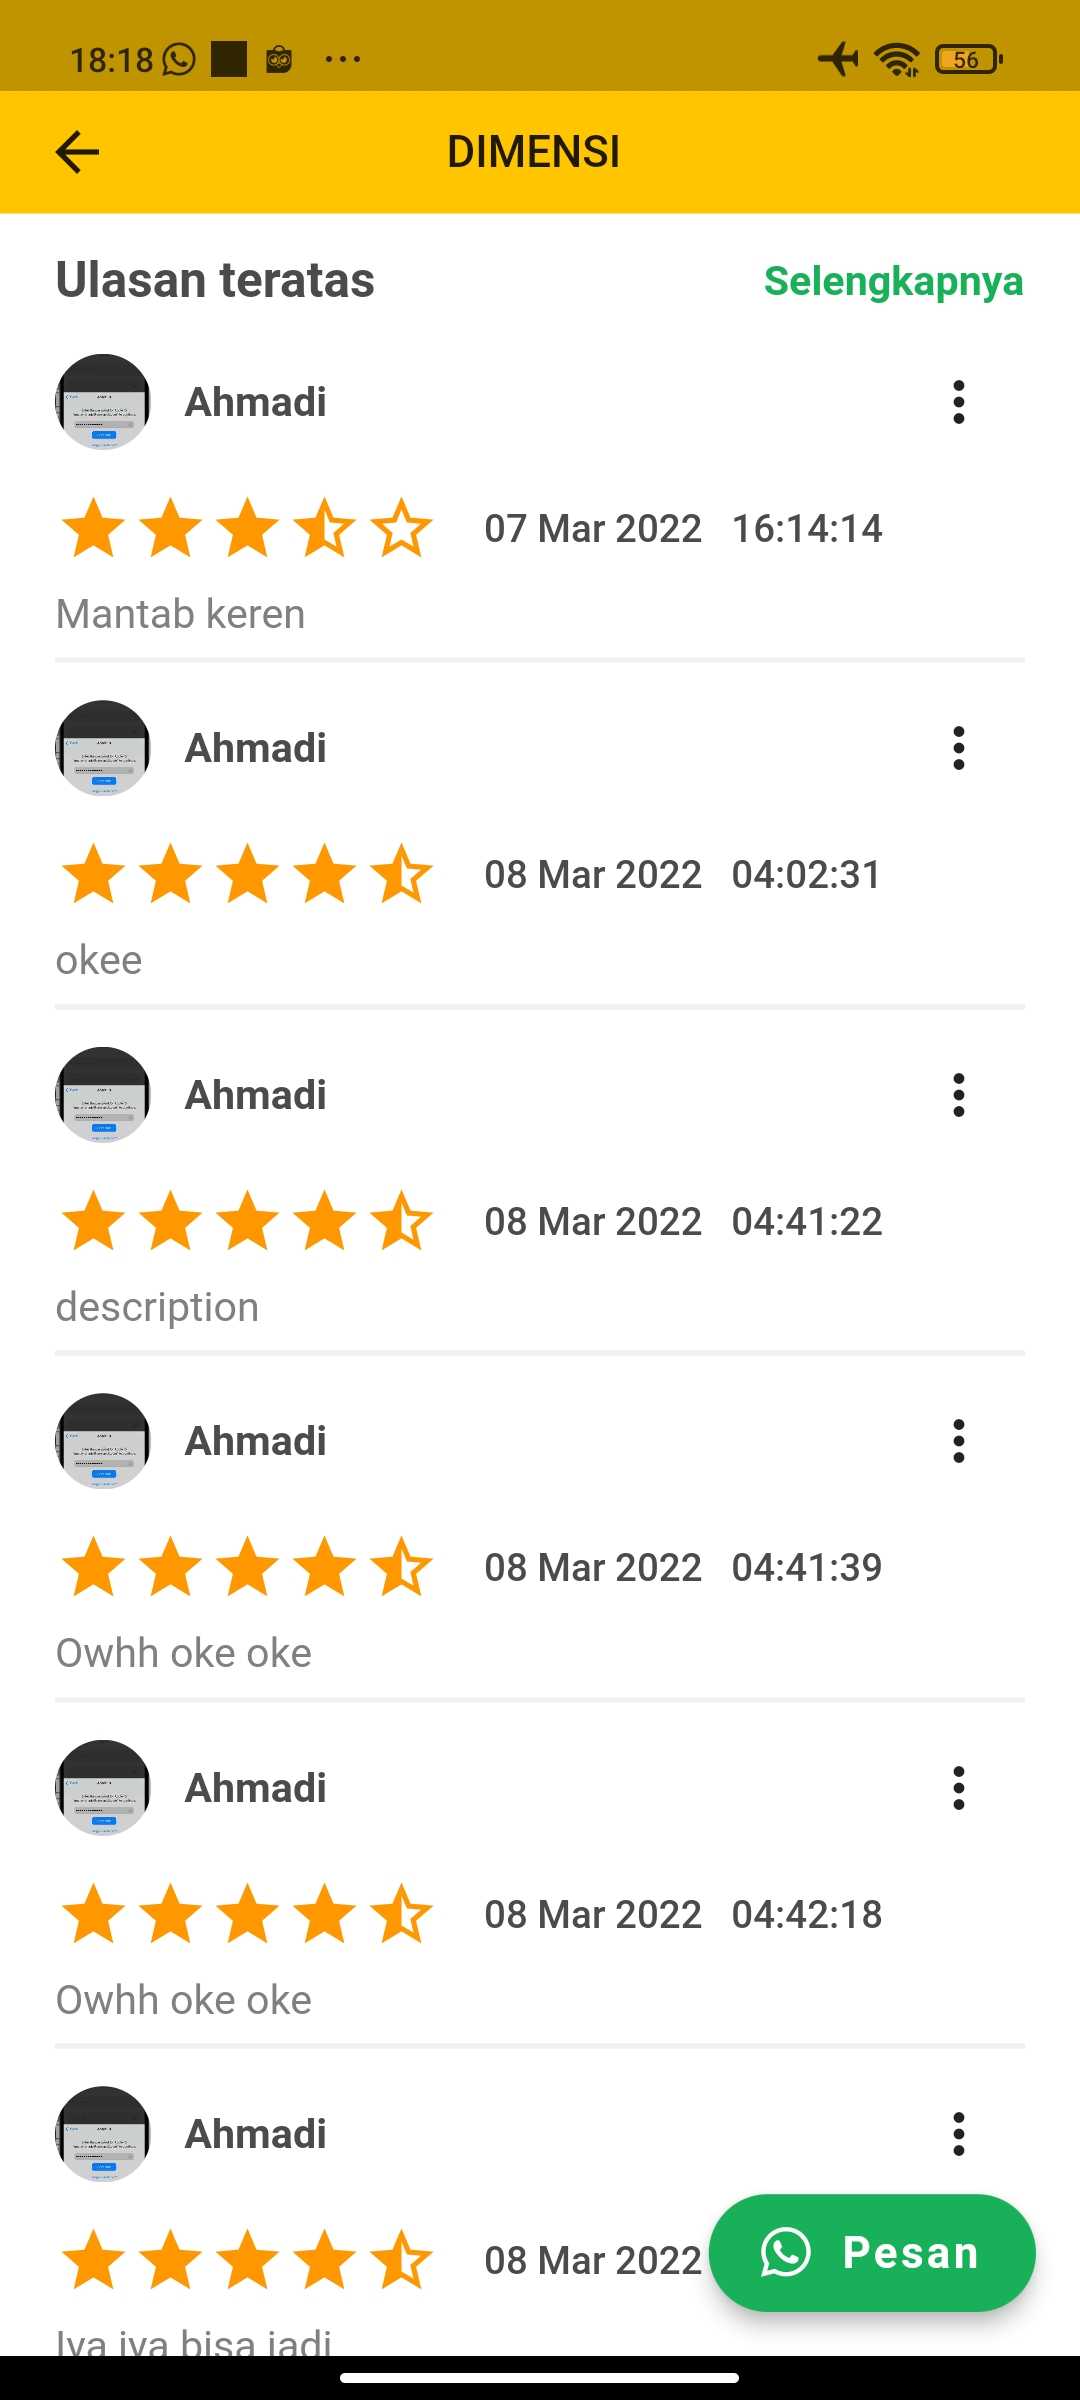 18:18 56
DIMENSI
Ulasan teratas Selengkapnya
Ahmadi
07 Mar 2022 16:14:14
Mantab keren
Ahmadi
08 Mar 2022 04:02:31
okee
Ahmadi
08 Mar 2022 04:41:22
description
Ahmadi
08 Mar 2022 04:41:39
Owhh oke oke
Ahmadi
08 Mar 2022 04:42:18
Owhh oke oke
Ahmadi
08 Mar 2022 Pesan
Iya iya bisa jadi